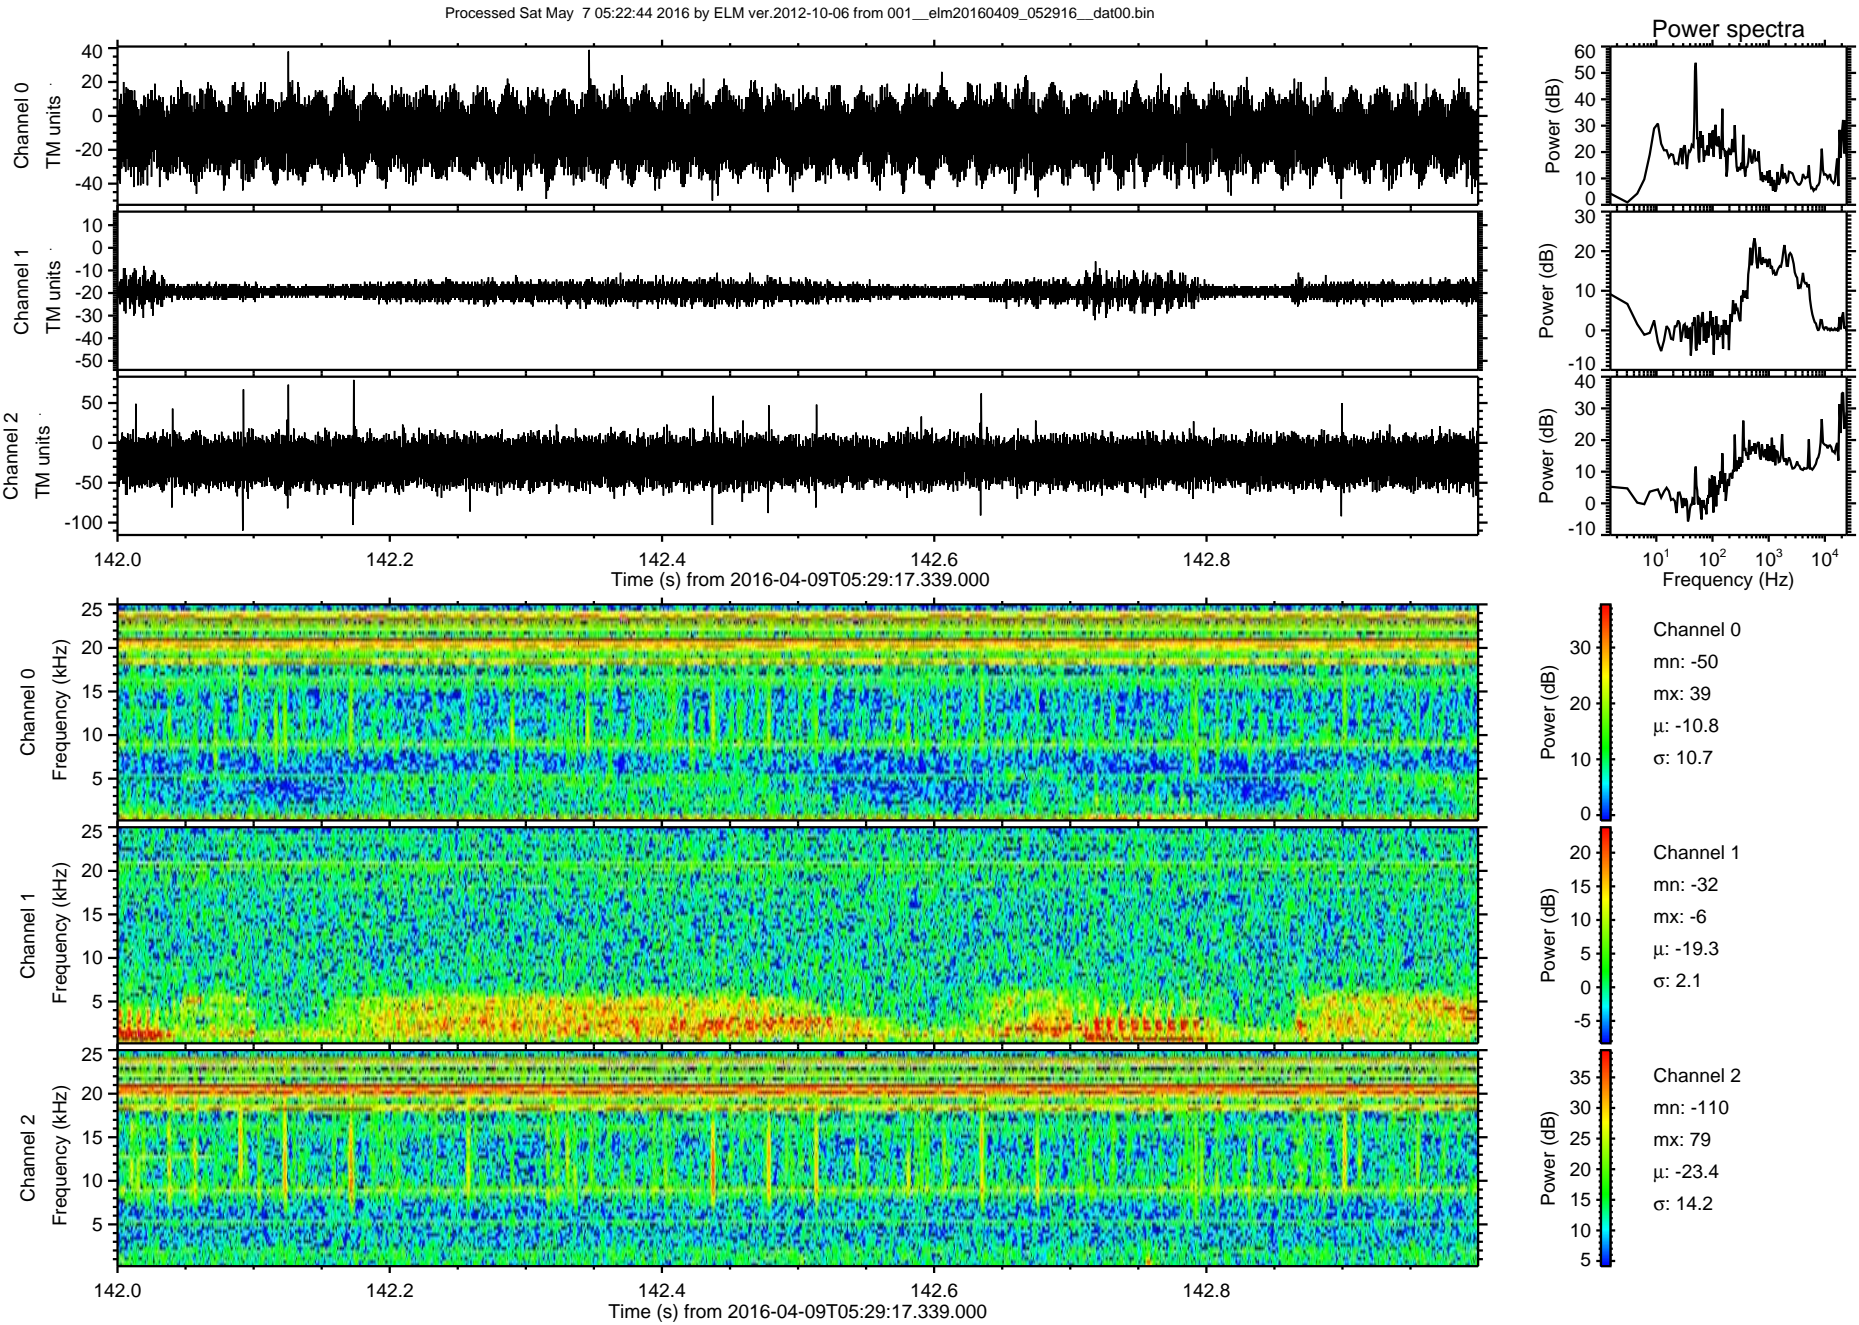 Processed Sat May  7 05:22:44 2016 by ELM ver.2012-10-06 from 001__elm20160409_052916__dat00.bin
Power spectra
Channel 0
TM units
40
20
0
-20
-40
Power (dB)
60
50
40
30
20
10
0
Channel 1
TM units
10
0
-10
-20
-30
-40
-50
Power (dB)
30
20
10
0
-10
Channel 2
TM units
50
0
-50
-100
Power (dB)
40
30
20
10
0
-10
142.0 142.2 142.4 142.6 142.8
Time (s) from 2016-04-09T05:29:17.339.000
10¹ 10² 10³ 10⁴
Frequency (Hz)
Channel 0
Frequency (kHz)
25
20
15
10
5
Power (dB)
30
20
10
0
Channel 0
mn: -50
mx: 39
μ: -10.8
σ: 10.7
Channel 1
Frequency (kHz)
25
20
15
10
5
Power (dB)
20
15
10
5
0
-5
Channel 1
mn: -32
mx: -6
μ: -19.3
σ: 2.1
Channel 2
Frequency (kHz)
25
20
15
10
5
Power (dB)
35
30
25
20
15
10
5
Channel 2
mn: -110
mx: 79
μ: -23.4
σ: 14.2
142.0 142.2 142.4 142.6 142.8
Time (s) from 2016-04-09T05:29:17.339.000